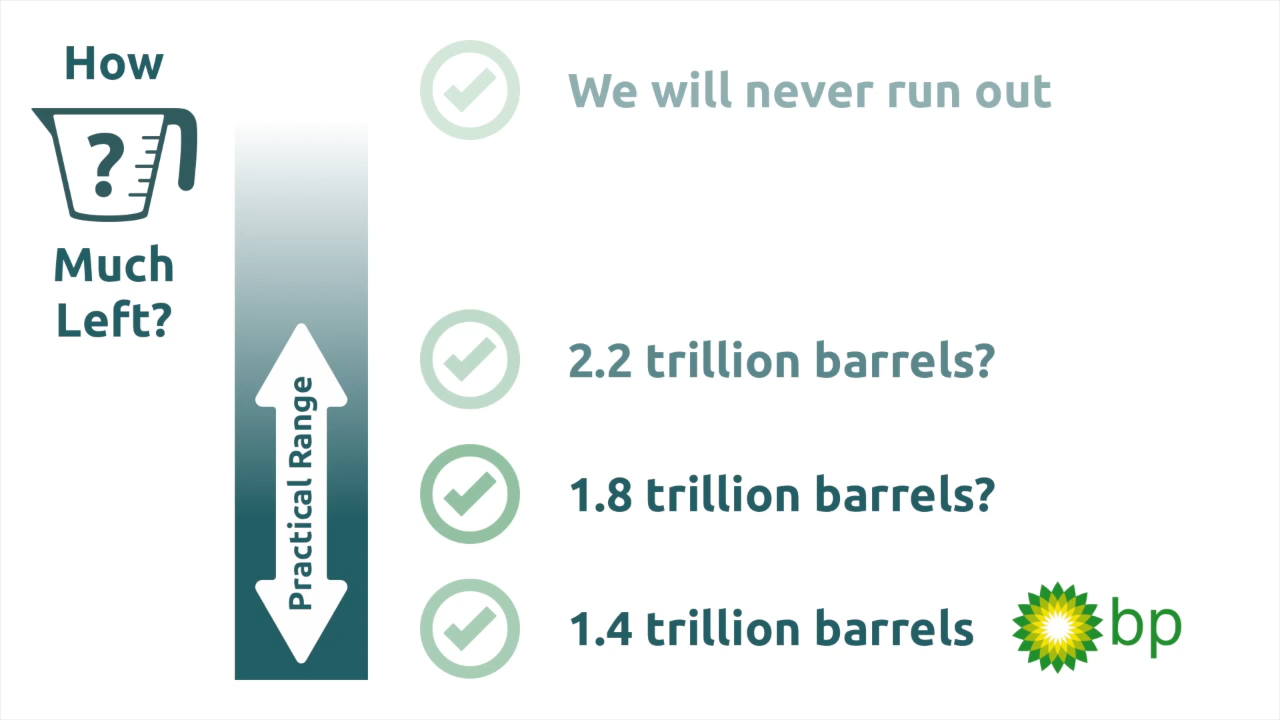 How
?
Much
Left?
Practical Range
We will never run out
2.2 trillion barrels?
1.8 trillion barrels?
1.4 trillion barrels
bp